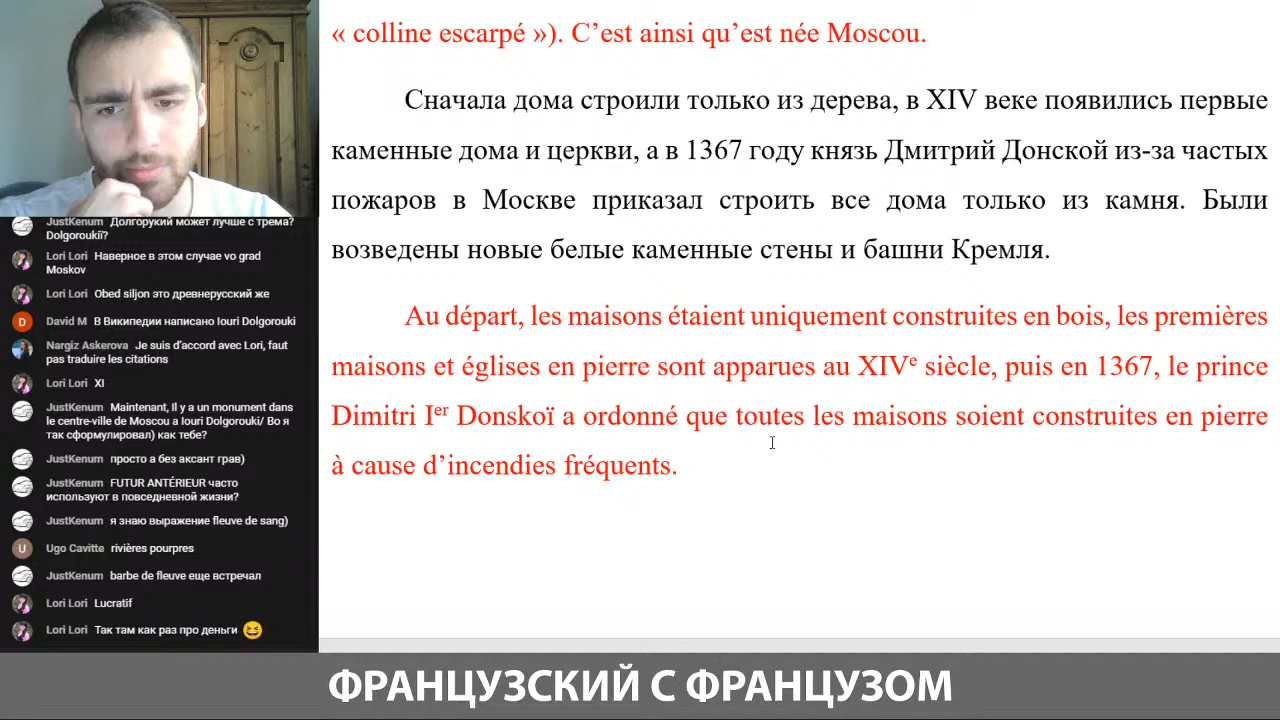 « colline escarpé »). C’est ainsi qu’est née Moscou.
Сначала дома строили только из дерева, в XIV веке появились первые
каменные дома и церкви, а в 1367 году князь Дмитрий Донской из-за частых
пожаров в Москве приказал строить все дома только из камня. Были
возведены новые белые каменные стены и башни Кремля.
Au départ, les maisons étaient uniquement construites en bois, les premières
maisons et églises en pierre sont apparues au XIVᵉ siècle, puis en 1367, le prince
Dimitri Iᵉʳ Donskoï a ordonné que toutes les maisons soient construites en pierre
à cause d’incendies fréquents.
JustKenum Долгорукий может лучше с трема?
Dolgoroukiï?
Lori Lori Наверное в этом случае vo grad
Moskov
Lori Lori Obed siljon это древнерусский же
David M В Википедии написано Iouri Dolgorouki
Nargiz Askerova Je suis d’accord avec Lori, faut
pas traduire les citations
Lori Lori XI
JustKenum Maintenant, Il y a un monument dans
le centre-ville de Moscou a Iouri Dolgorouki/ Во я
так сформулировал) как тебе?
JustKenum просто а без аксант грав)
JustKenum FUTUR ANTÉRIEUR часто
используют в повседневной жизни?
JustKenum я знаю выражение fleuve de sang)
U Ugo Cavitte rivières pourpres
JustKenum barbe de fleuve еще встречал
Lori Lori Lucratif
Lori Lori Так там как раз про деньги 😆
ФРАНЦУЗСКИЙ С ФРАНЦУЗОМ